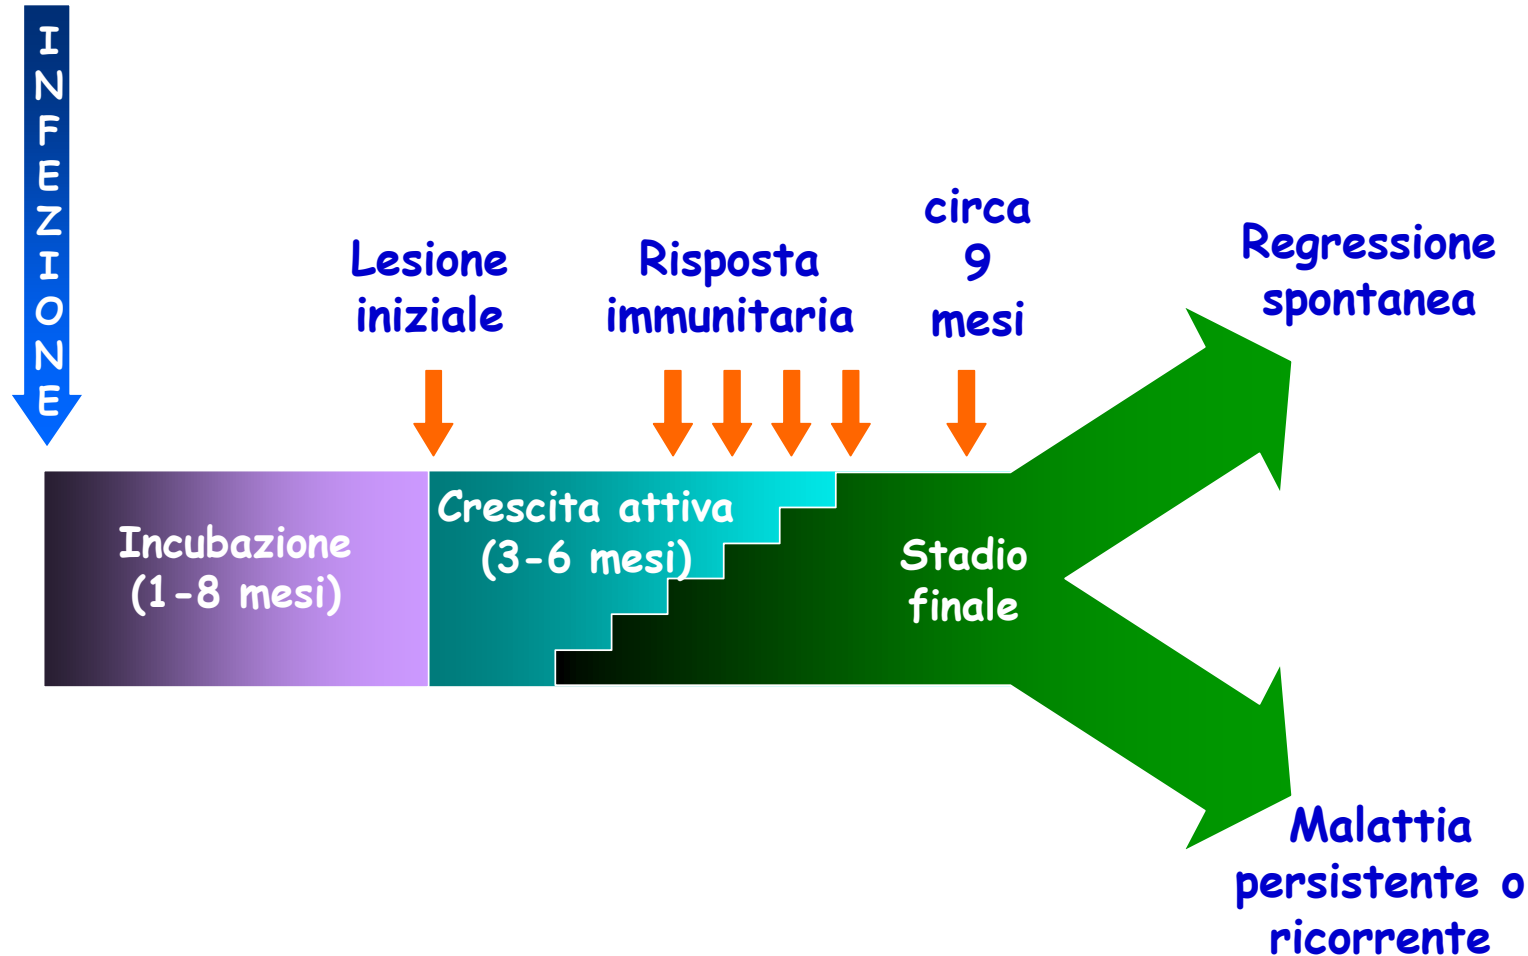 INFEZIONE
Lesione
iniziale
Risposta
immunitaria
circa
9
mesi
Regressione
spontanea
Incubazione
(1-8 mesi)
Crescita attiva
(3-6 mesi)
Stadio
finale
Malattia
persistente o
ricorrente